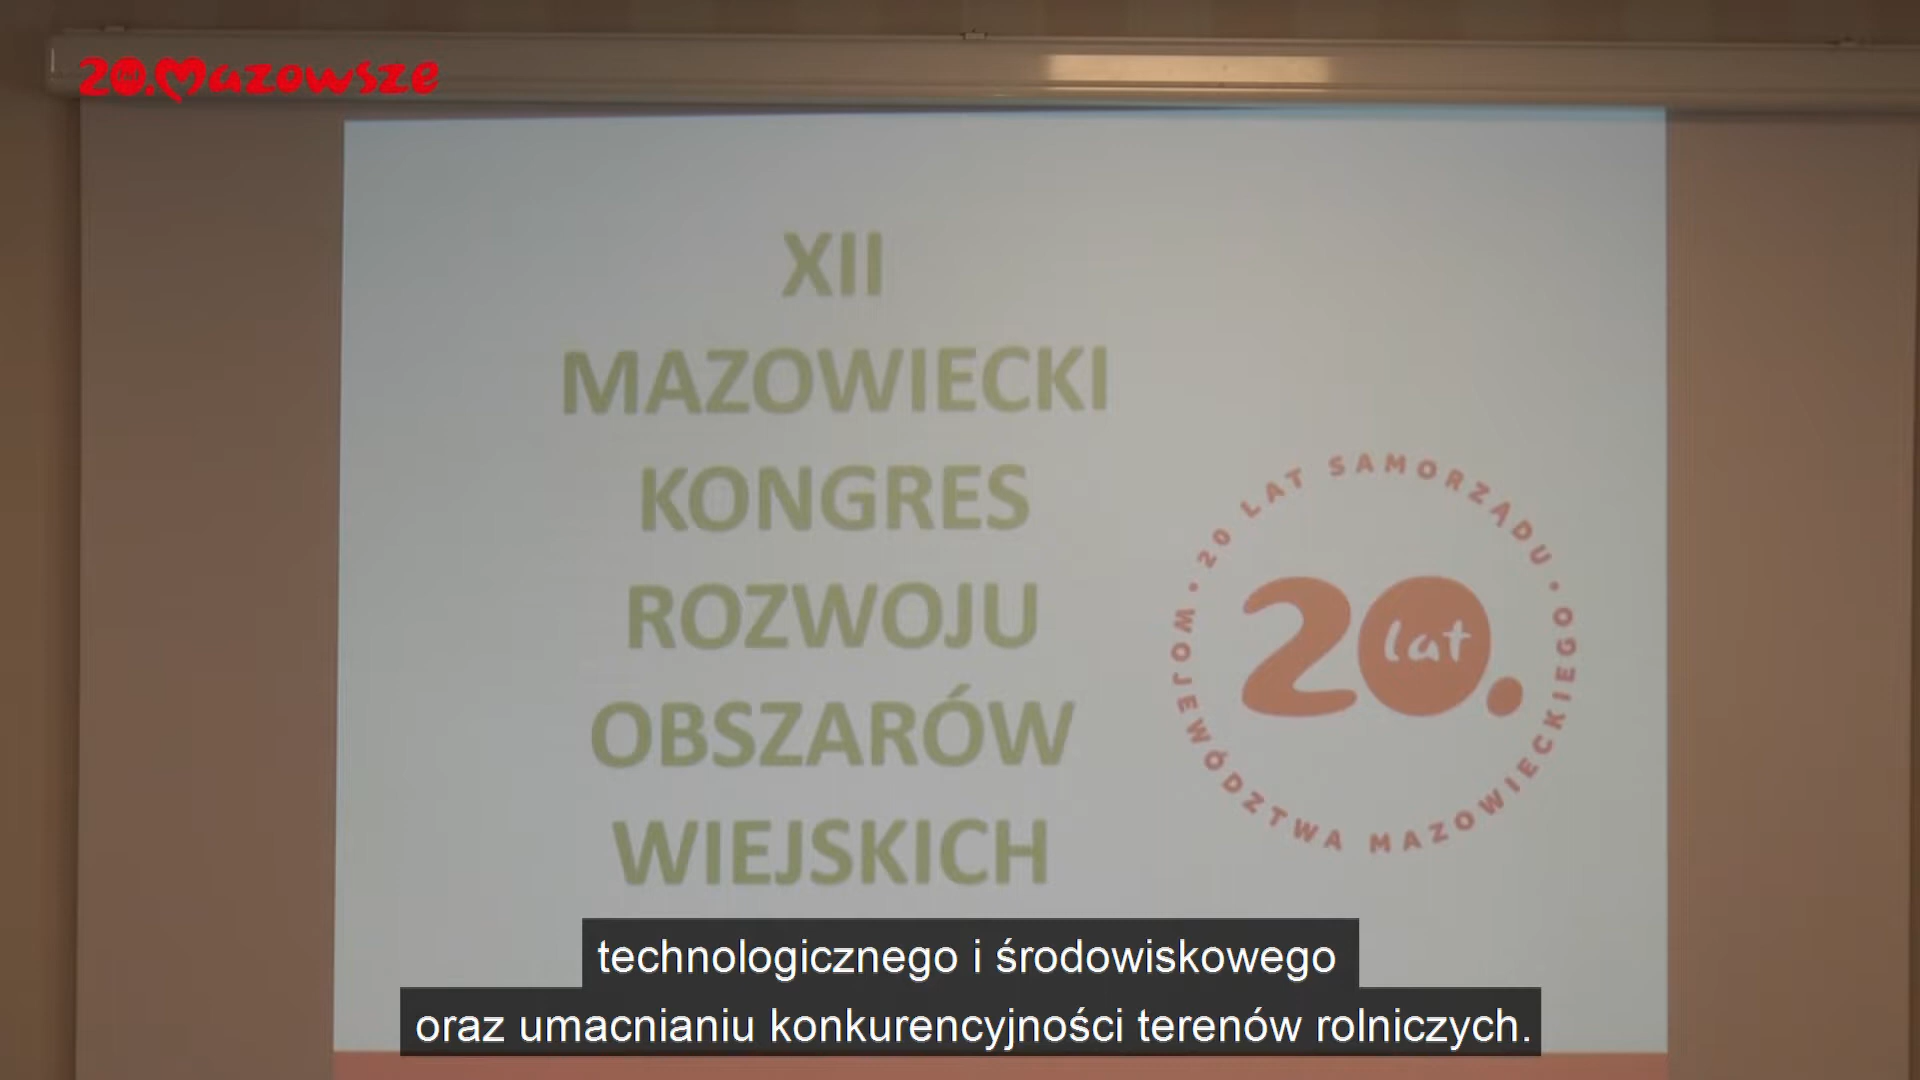 20.Mazowsze
XII
MAZOWIECKI
KONGRES
ROZWOJU
OBSZARÓW
WIEJSKICH
• 20 LAT SAMORZĄDU •
WOJEWÓDZTWA MAZOWIECKIEGO
20.
lat
technologicznego i środowiskowego
oraz umacnianiu konkurencyjności terenów rolniczych.